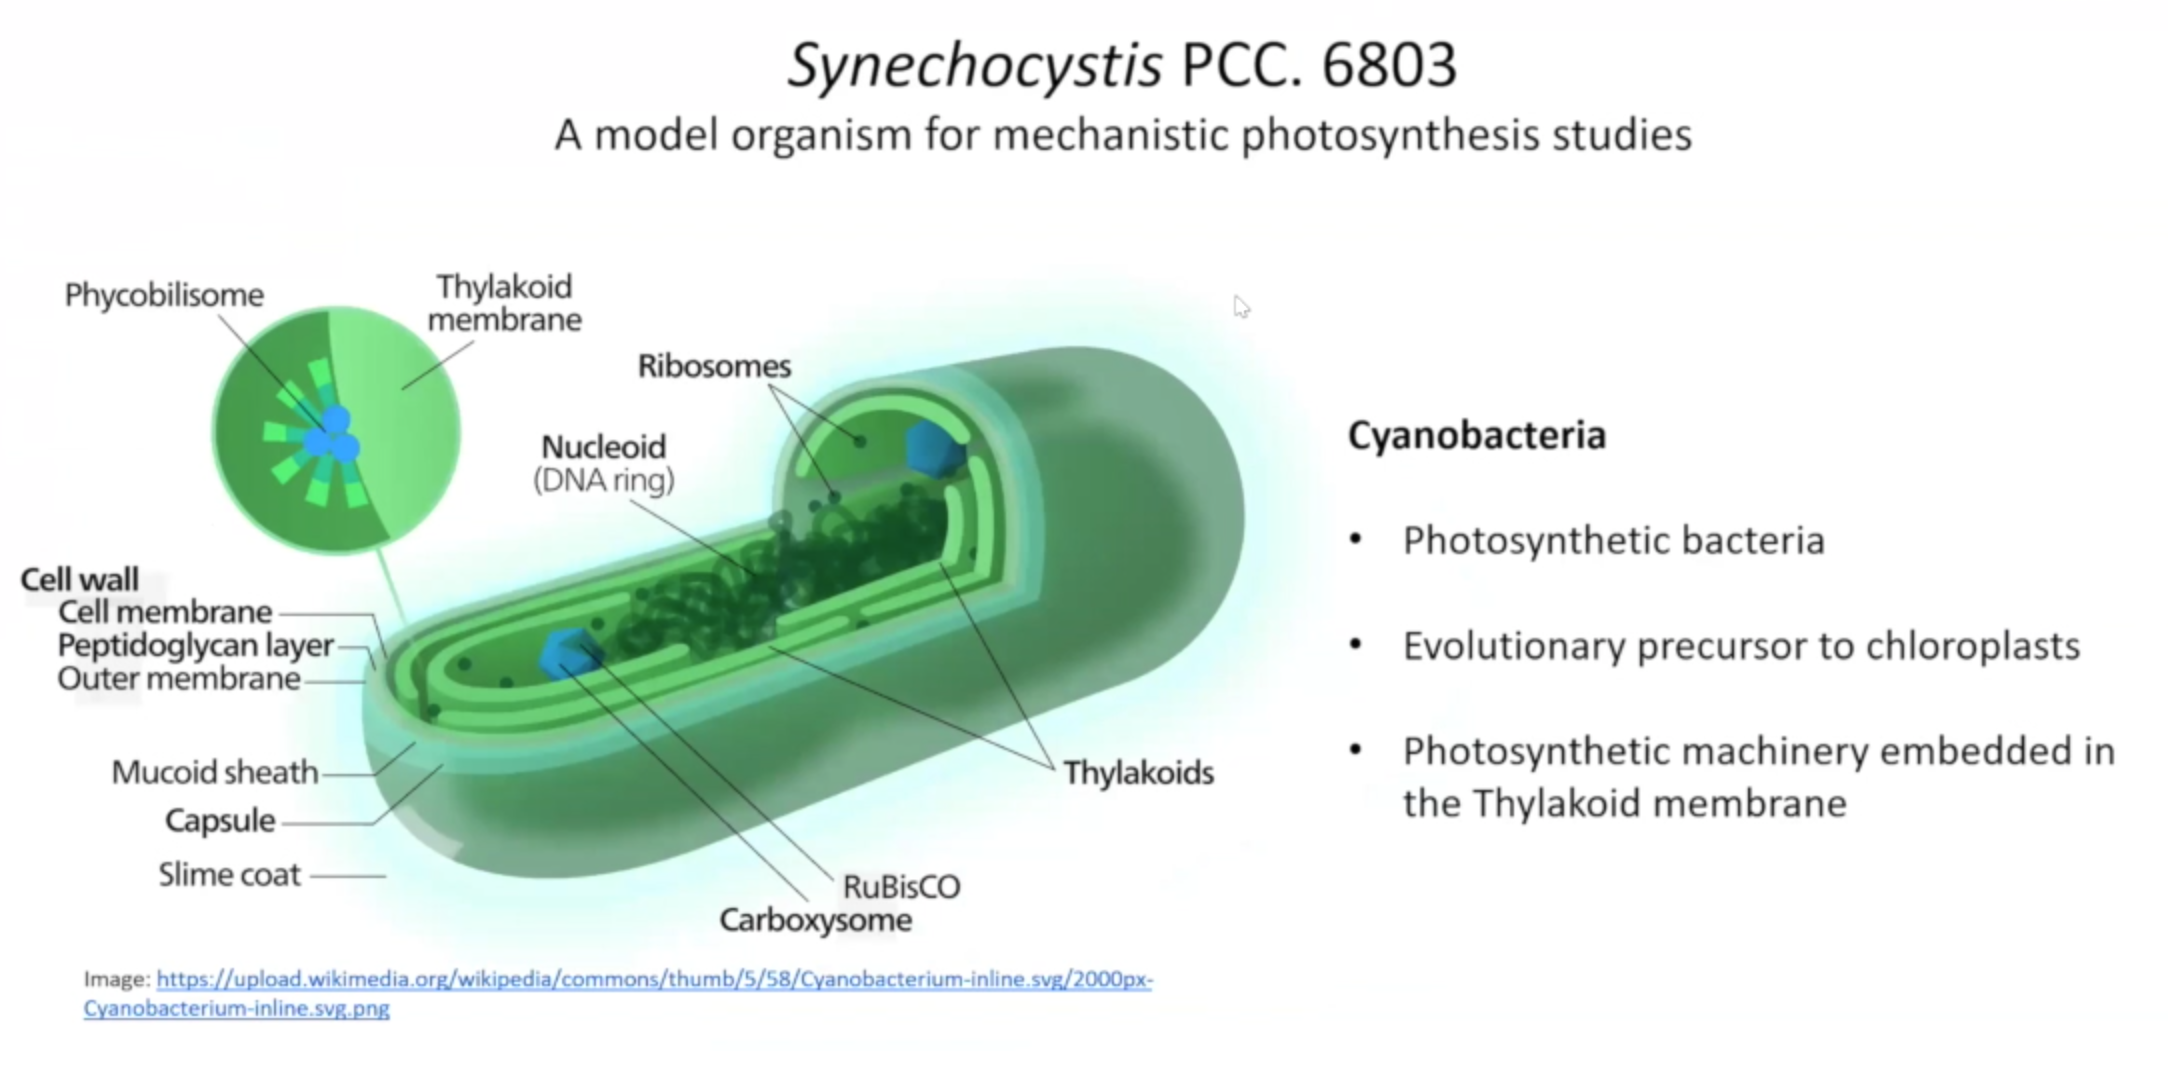 Synechocystis PCC. 6803
A model organism for mechanistic photosynthesis studies
Phycobilisome
Thylakoid
membrane
Ribosomes
Nucleoid
(DNA ring)
Cell wall
Cell membrane
Peptidoglycan layer
Outer membrane
Mucoid sheath
Capsule
Slime coat
Thylakoids
RuBisCO
Carboxysome
Image: https://upload.wikimedia.org/wikipedia/commons/thumb/5/58/Cyanobacterium-inline.svg/2000px-
Cyanobacterium-inline.svg.png
Cyanobacteria
• Photosynthetic bacteria
• Evolutionary precursor to chloroplasts
• Photosynthetic machinery embedded in
the Thylakoid membrane